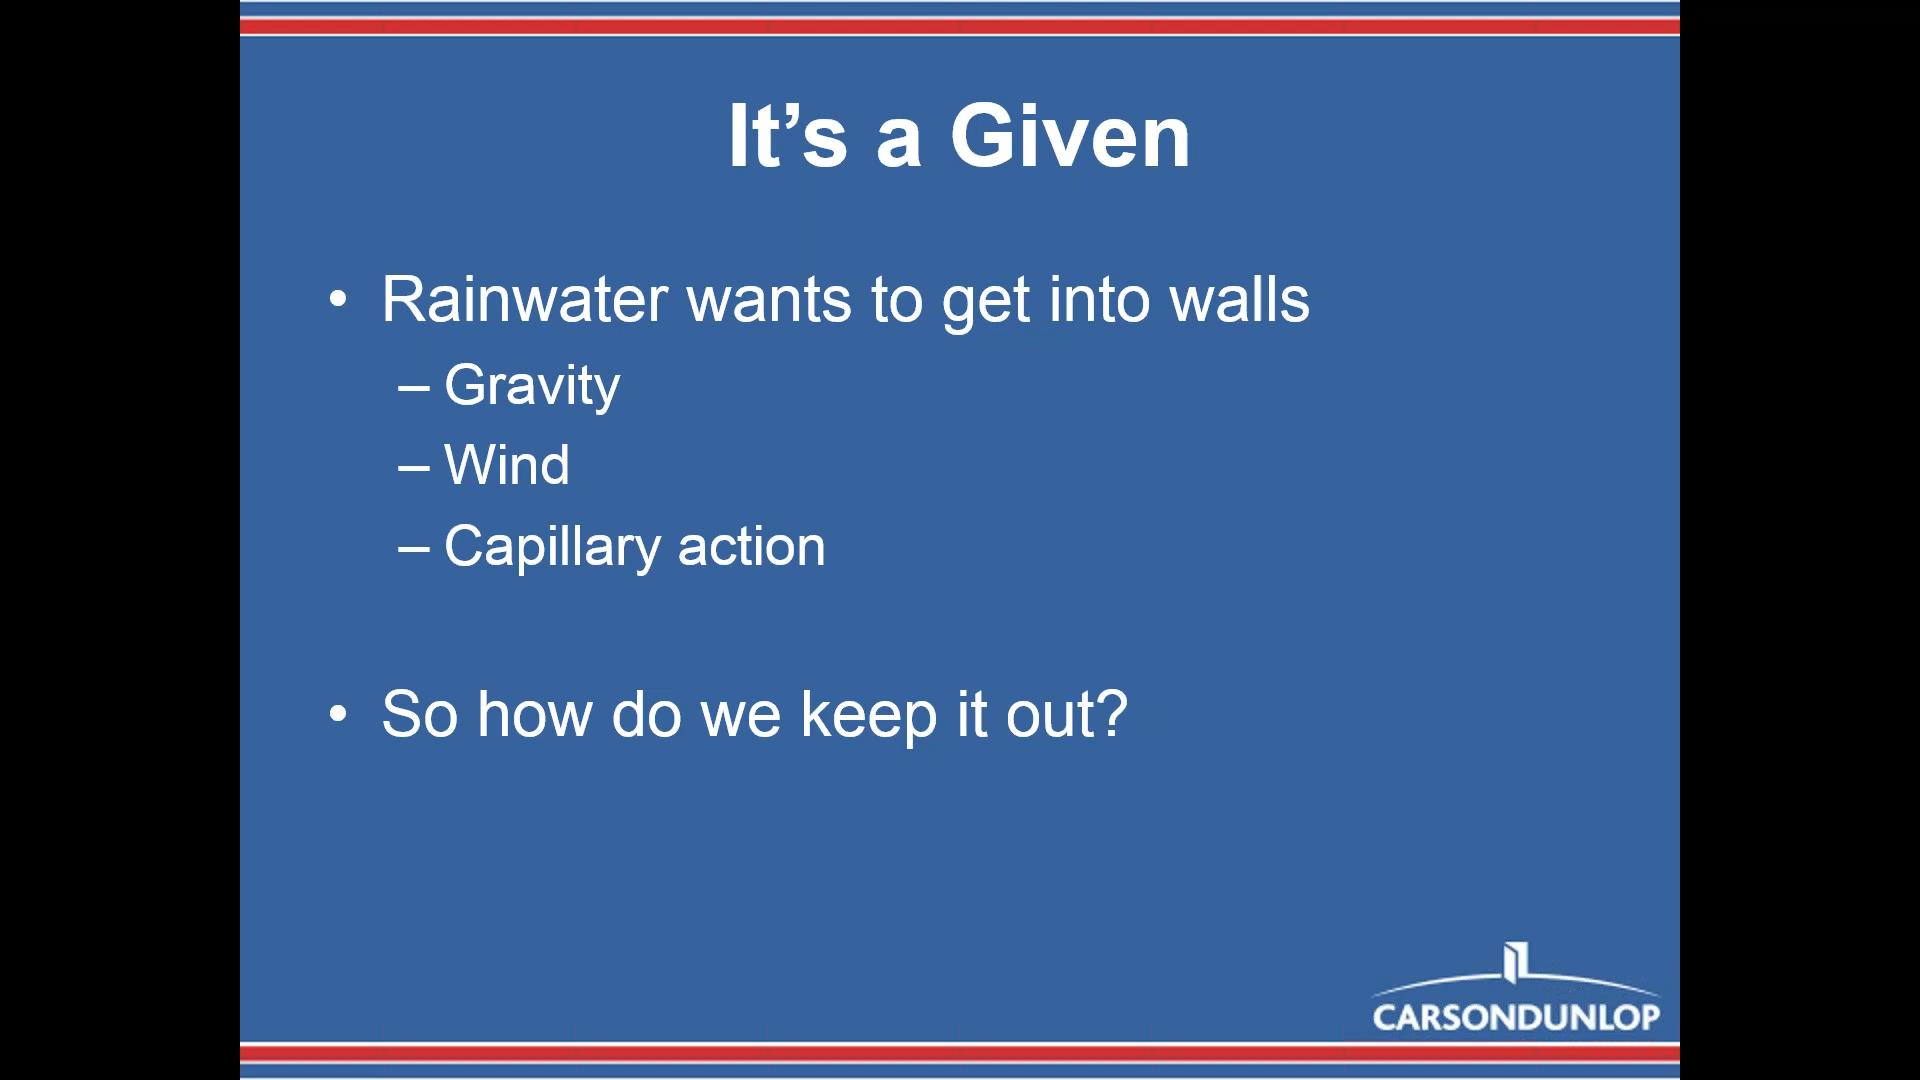 It’s a Given
• Rainwater wants to get into walls
– Gravity
– Wind
– Capillary action
• So how do we keep it out?
CARSONDUNLOP